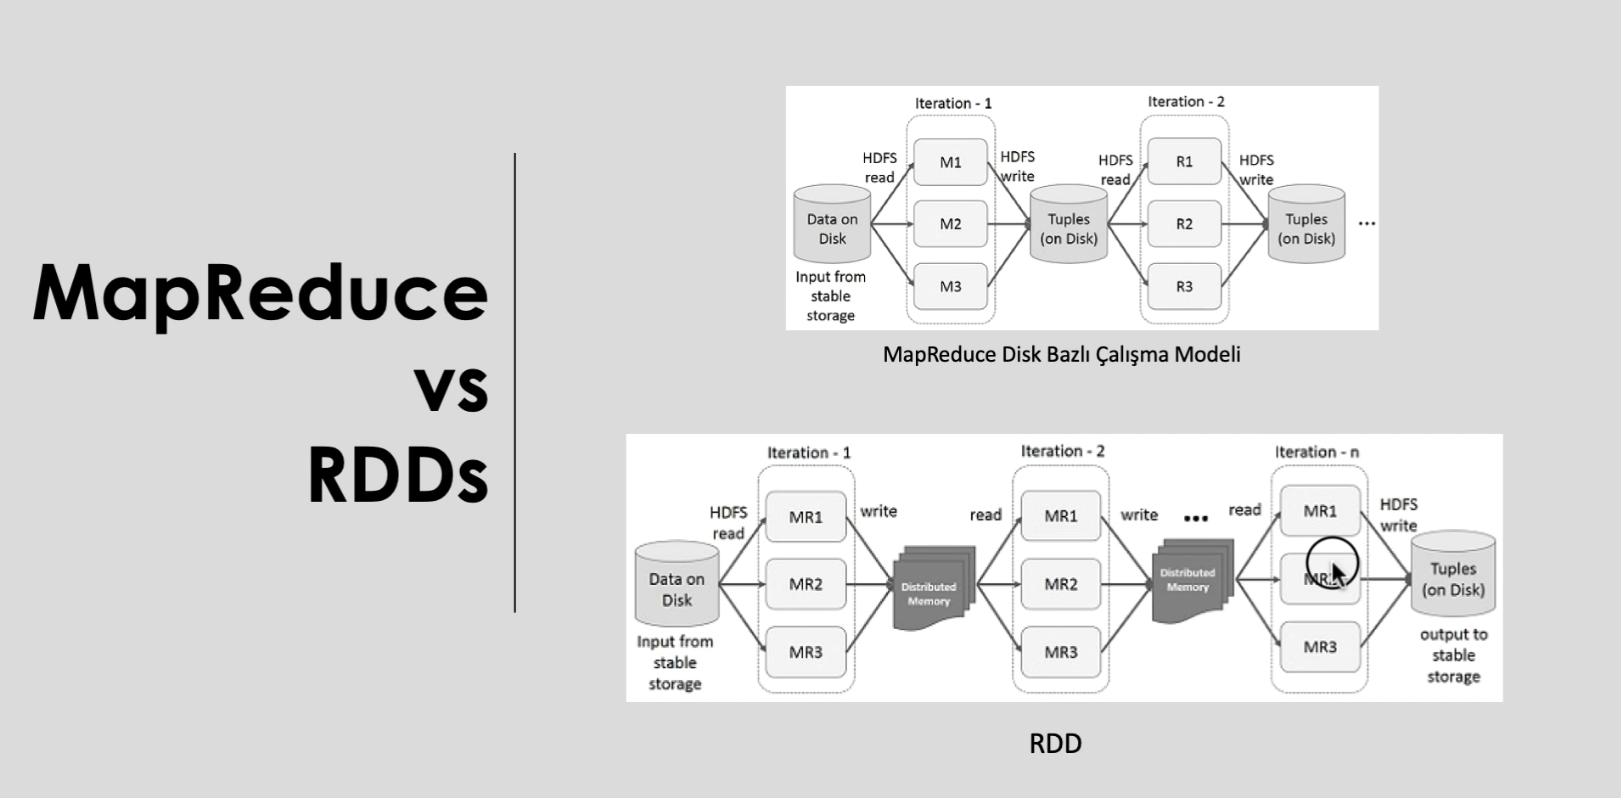 MapReduce
vs
RDDs
Iteration - 1
Iteration - 2
HDFS
read
M1
M2
M3
HDFS
write
HDFS
read
R1
R2
R3
HDFS
write
Data on
Disk
Tuples
(on Disk)
Tuples
(on Disk)
...
Input from
stable
storage
MapReduce Disk Bazlı Çalışma Modeli
Iteration - 1
Iteration - 2
Iteration - n
HDFS
read
MR1
MR2
MR3
write
read
MR1
MR2
MR3
write
...
read
MR1
MR3
HDFS
write
Data on
Disk
Distributed
Memory
Distributed
Memory
Tuples
(on Disk)
Input from
stable
storage
output to
stable
storage
RDD